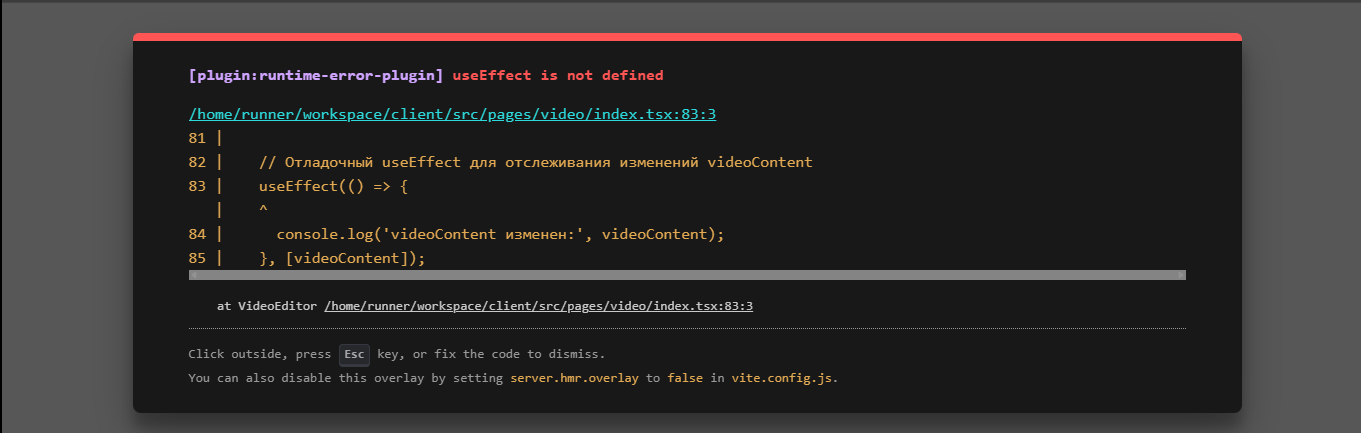 [plugin:runtime-error-plugin] useEffect is not defined
/home/runner/workspace/client/src/pages/video/index.tsx:83:3
81 |
82 |    // Отладочный useEffect для отслеживания изменений videoContent
83 |    useEffect(() => {
   |    ^
84 |      console.log('videoContent изменен:', videoContent);
85 |    }, [videoContent]);
at VideoEditor /home/runner/workspace/client/src/pages/video/index.tsx:83:3
Click outside, press Esc key, or fix the code to dismiss.
You can also disable this overlay by setting server.hmr.overlay to false in vite.config.js.